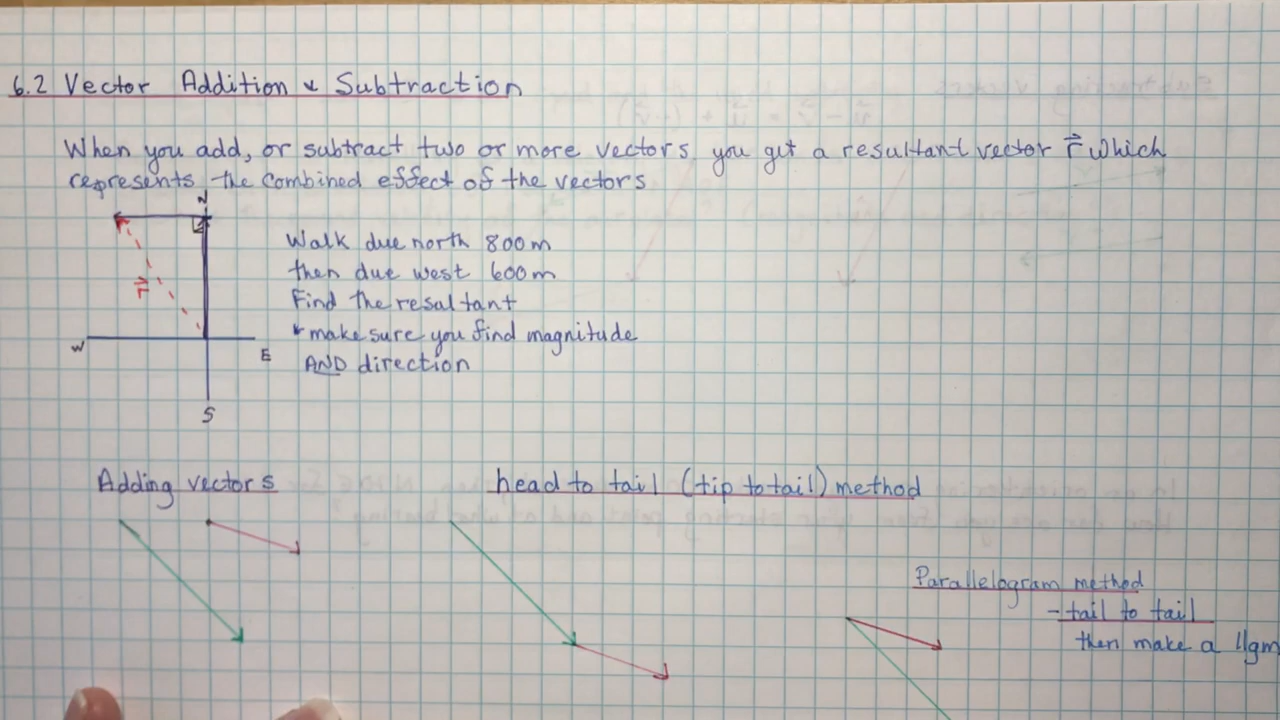 6.2 Vector Addition & Subtraction
When you add, or subtract two or more vectors you get a resultant vector r⃗ which
represents the combined effect of the vectors
N
Walk due north 800m
then due west 600m
r⃗
Find the resultant
make sure you find magnitude
W
E
AND direction
S
Adding vectors
head to tail (tip to tail) method
Parallelogram method
- tail to tail
then make a ||gm